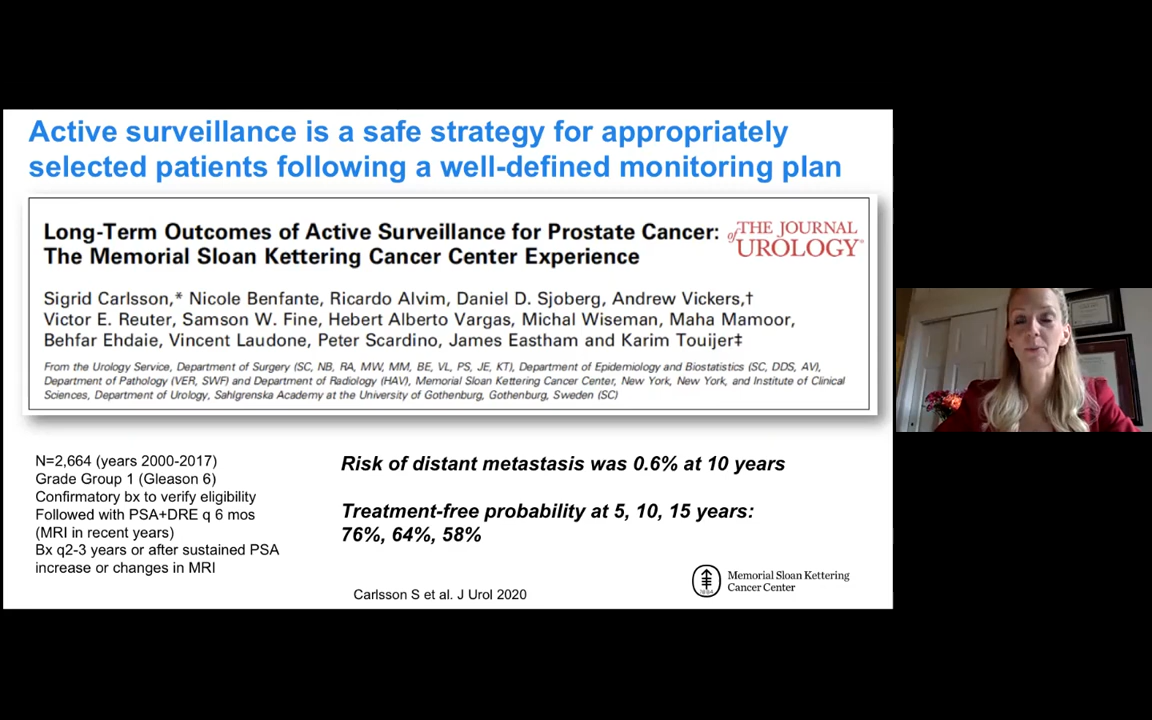 Active surveillance is a safe strategy for appropriately
selected patients following a well-defined monitoring plan
Long-Term Outcomes of Active Surveillance for Prostate Cancer:
The Memorial Sloan Kettering Cancer Center Experience
of THE JOURNAL
UROLOGY®
Sigrid Carlsson,* Nicole Benfante, Ricardo Alvim, Daniel D. Sjoberg, Andrew Vickers,†
Victor E. Reuter, Samson W. Fine, Hebert Alberto Vargas, Michal Wiseman, Maha Mamoor,
Behfar Ehdaie, Vincent Laudone, Peter Scardino, James Eastham and Karim Touijer‡
From the Urology Service, Department of Surgery (SC, NB, RA, MW, MM, BE, VL, PS, JE, KT), Department of Epidemiology and Biostatistics (SC, DDS, AV),
Department of Pathology (VER, SWF) and Department of Radiology (HAV), Memorial Sloan Kettering Cancer Center, New York, New York, and Institute of Clinical
Sciences, Department of Urology, Sahlgrenska Academy at the University of Gothenburg, Gothenburg, Sweden (SC)
N=2,664 (years 2000-2017)
Grade Group 1 (Gleason 6)
Confirmatory bx to verify eligibility
Followed with PSA+DRE q 6 mos
(MRI in recent years)
Bx q2-3 years or after sustained PSA
increase or changes in MRI
Risk of distant metastasis was 0.6% at 10 years
Treatment-free probability at 5, 10, 15 years:
76%, 64%, 58%
Carlsson S et al. J Urol 2020
Memorial Sloan Kettering
Cancer Center